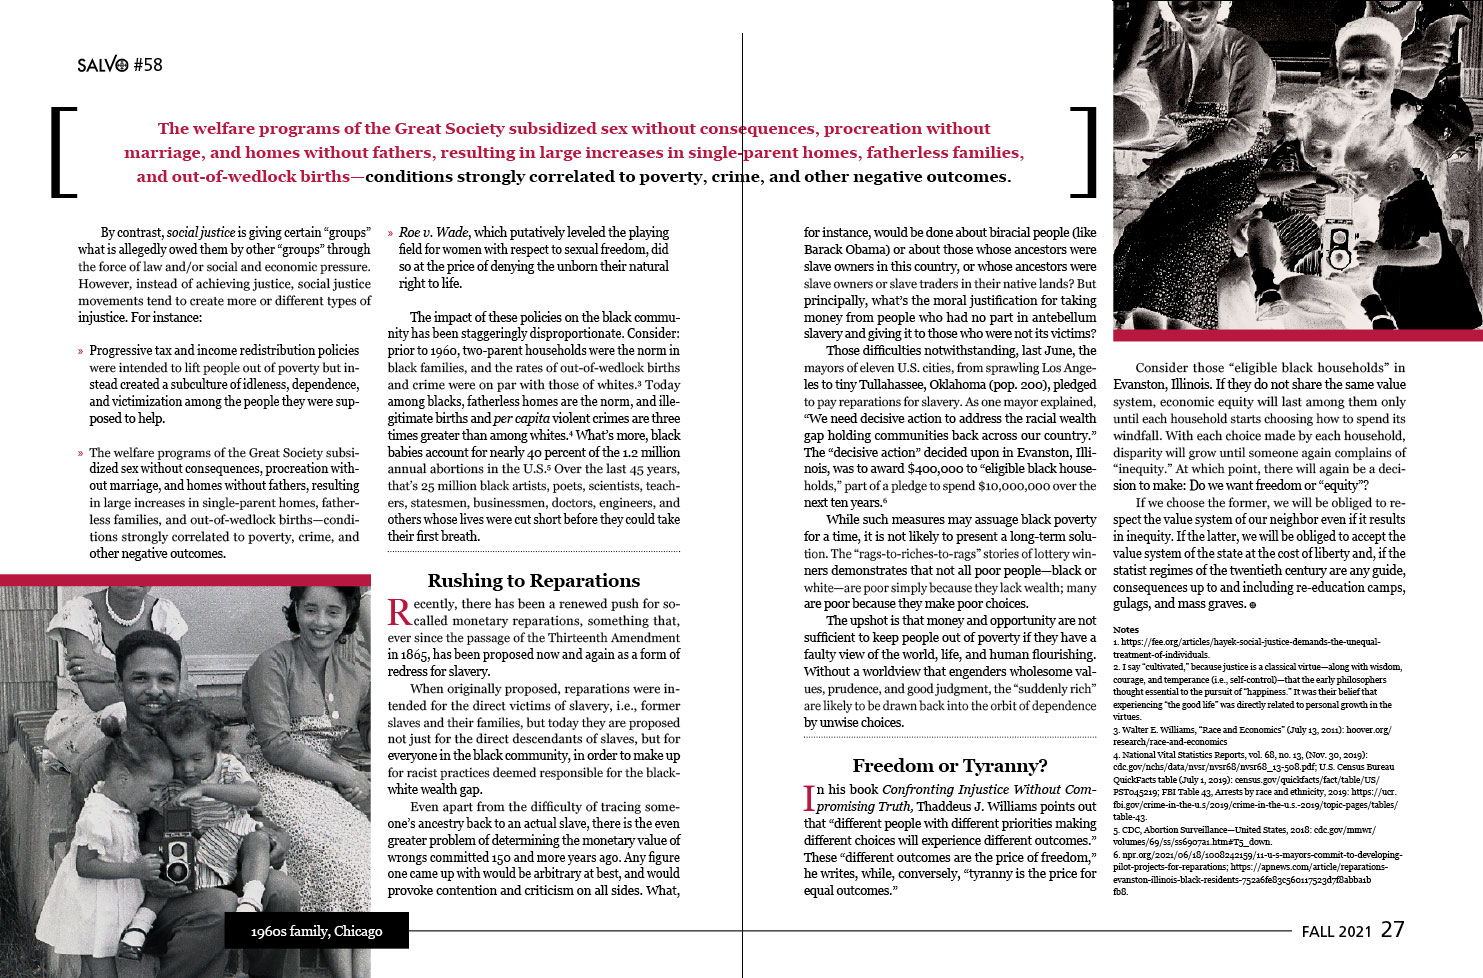 SALVO #58
The welfare programs of the Great Society subsidized sex without consequences, procreation without
marriage, and homes without fathers, resulting in large increases in single-parent homes, fatherless families,
and out-of-wedlock births—conditions strongly correlated to poverty, crime, and other negative outcomes.
By contrast, social justice is giving certain “groups”
what is allegedly owed them by other “groups” through
the force of law and/or social and economic pressure.
However, instead of achieving justice, social justice
movements tend to create more or different types of
injustice. For instance:
» Progressive tax and income redistribution policies
were intended to lift people out of poverty but in-
stead created a subculture of idleness, dependence,
and victimization among the people they were sup-
posed to help.
» The welfare programs of the Great Society subsi-
dized sex without consequences, procreation with-
out marriage, and homes without fathers, resulting
in large increases in single-parent homes, father-
less families, and out-of-wedlock births—condi-
tions strongly correlated to poverty, crime, and
other negative outcomes.
» Roe v. Wade, which putatively leveled the playing
field for women with respect to sexual freedom, did
so at the price of denying the unborn their natural
right to life.
The impact of these policies on the black commu-
nity has been staggeringly disproportionate. Consider:
prior to 1960, two-parent households were the norm in
black families, and the rates of out-of-wedlock births
and crime were on par with those of whites.³ Today
among blacks, fatherless homes are the norm, and ille-
gitimate births and per capita violent crimes are three
times greater than among whites.⁴ What’s more, black
babies account for nearly 40 percent of the 1.2 million
annual abortions in the U.S.⁵ Over the last 45 years,
that’s 25 million black artists, poets, scientists, teach-
ers, statesmen, businessmen, doctors, engineers, and
others whose lives were cut short before they could take
their first breath.
Rushing to Reparations
Recently, there has been a renewed push for so-
called monetary reparations, something that,
ever since the passage of the Thirteenth Amendment
in 1865, has been proposed now and again as a form of
redress for slavery.
When originally proposed, reparations were in-
tended for the direct victims of slavery, i.e., former
slaves and their families, but today they are proposed
not just for the direct descendants of slaves, but for
everyone in the black community, in order to make up
for racist practices deemed responsible for the black-
white wealth gap.
Even apart from the difficulty of tracing some-
one’s ancestry back to an actual slave, there is the even
greater problem of determining the monetary value of
wrongs committed 150 and more years ago. Any figure
one came up with would be arbitrary at best, and would
provoke contention and criticism on all sides. What,
1960s family, Chicago
for instance, would be done about biracial people (like
Barack Obama) or about those whose ancestors were
slave owners in this country, or whose ancestors were
slave owners or slave traders in their native lands? But
principally, what’s the moral justification for taking
money from people who had no part in antebellum
slavery and giving it to those who were not its victims?
Those difficulties notwithstanding, last June, the
mayors of eleven U.S. cities, from sprawling Los Ange-
les to tiny Tullahassee, Oklahoma (pop. 200), pledged
to pay reparations for slavery. As one mayor explained,
“We need decisive action to address the racial wealth
gap holding communities back across our country.”
The “decisive action” decided upon in Evanston, Illi-
nois, was to award $400,000 to “eligible black house-
holds,” part of a pledge to spend $10,000,000 over the
next ten years.⁶
While such measures may assuage black poverty
for a time, it is not likely to present a long-term solu-
tion. The “rags-to-riches-to-rags” stories of lottery win-
ners demonstrates that not all poor people—black or
white—are poor simply because they lack wealth; many
are poor because they make poor choices.
The upshot is that money and opportunity are not
sufficient to keep people out of poverty if they have a
faulty view of the world, life, and human flourishing.
Without a worldview that engenders wholesome val-
ues, prudence, and good judgment, the “suddenly rich”
are likely to be drawn back into the orbit of dependence
by unwise choices.
Freedom or Tyranny?
In his book Confronting Injustice Without Com-
promising Truth, Thaddeus J. Williams points out
that “different people with different priorities making
different choices will experience different outcomes.”
These “different outcomes are the price of freedom,”
he writes, while, conversely, “tyranny is the price for
equal outcomes.”
Consider those “eligible black households” in
Evanston, Illinois. If they do not share the same value
system, economic equity will last among them only
until each household starts choosing how to spend its
windfall. With each choice made by each household,
disparity will grow until someone again complains of
“inequity.” At which point, there will again be a deci-
sion to make: Do we want freedom or “equity”?
If we choose the former, we will be obliged to re-
spect the value system of our neighbor even if it results
in inequity. If the latter, we will be obliged to accept the
value system of the state at the cost of liberty and, if the
statist regimes of the twentieth century are any guide,
consequences up to and including re-education camps,
gulags, and mass graves.
Notes
1. https://fee.org/articles/hayek-social-justice-demands-the-unequal-
treatment-of-individuals.
2. I say “cultivated,” because justice is a classical virtue—along with wisdom,
courage, and temperance (i.e., self-control)—that the early philosophers
thought essential to the pursuit of “happiness.” It was their belief that
experiencing “the good life” was directly related to personal growth in the
virtues.
3. Walter E. Williams, “Race and Economics” (July 13, 2011): hoover.org/
research/race-and-economics
4. National Vital Statistics Reports, vol. 68, no. 13, (Nov. 30, 2019):
cdc.gov/nchs/data/nvsr/nvsr68/nvsr68_13-508.pdf; U.S. Census Bureau
QuickFacts table (July 1, 2019): census.gov/quickfacts/fact/table/US/
PST045219; FBI Table 43, Arrests by race and ethnicity, 2019: https://ucr.
fbi.gov/crime-in-the-u.s/2019/crime-in-the-u.s.-2019/topic-pages/tables/
table-43.
5. CDC, Abortion Surveillance—United States, 2018: cdc.gov/mmwr/
volumes/69/ss/ss6907a1.htm#T5_down.
6. npr.org/2021/06/18/1008242159/11-u-s-mayors-commit-to-developing-
pilot-projects-for-reparations; https://apnews.com/article/reparations-
evanston-illinois-black-residents-752a6fe83c560117523d7f8abba1b
fb8.
FALL 2021 27